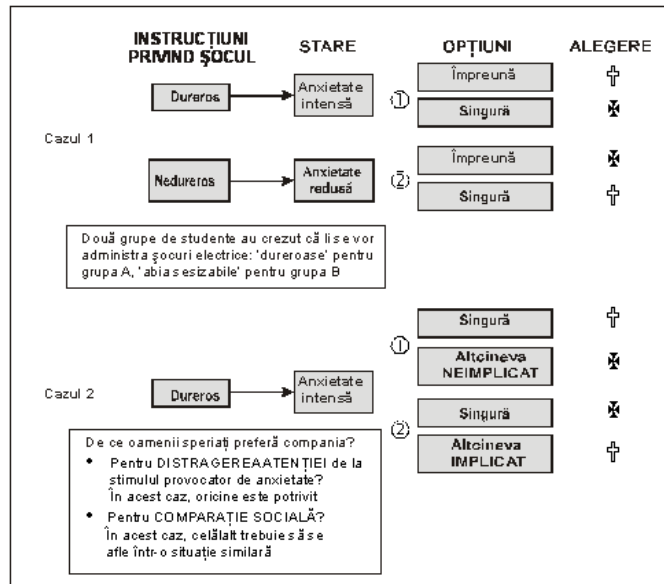 INSTRUCȚIUNI
PRIVIND ȘOCUL
STARE
OPȚIUNI
ALEGERE
Cazul 1
Dureros
Anxietate
intensă
1
Împreună
Singură
Nedureros
Anxietate
redusă
2
Împreună
Singură
Două grupe de studente au crezut că li se vor
administra șocuri electrice: 'dureroase' pentru
grupa A, 'abia sesizabile' pentru grupa B
Cazul 2
Dureros
Anxietate
intensă
1
Singură
Altcineva
NEIMPLICAT
2
Singură
Altcineva
IMPLICAT
De ce oamenii speriați preferă compania?
• Pentru DISTRAGEREA ATENȚIEI de la
stimulul provocator de anxietate?
În acest caz, oricine este potrivit
• Pentru COMPARAȚIE SOCIALĂ?
În acest caz, celălalt trebuie să se
afle într-o situație similară